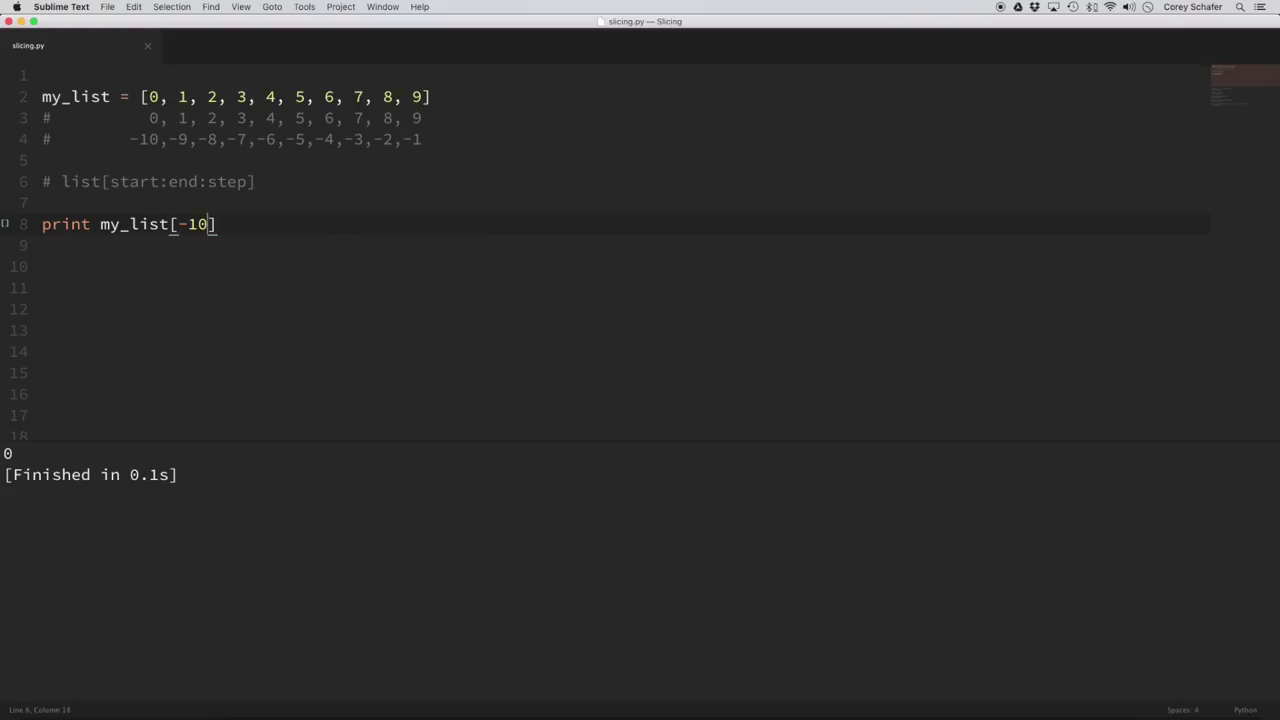 Sublime Text File Edit Selection Find View Goto Tools Project Window Help Corey Schafer
slicing.py — Slicing
slicing.py
1
2 my_list = [0, 1, 2, 3, 4, 5, 6, 7, 8, 9]
3 #          0, 1, 2, 3, 4, 5, 6, 7, 8, 9
4 #        -10,-9,-8,-7,-6,-5,-4,-3,-2,-1
5
6 # list[start:end:step]
7
8 print my_list[-10]
9
10
11
12
13
14
15
16
17
18
0
[Finished in 0.1s]
Line 8, Column 18 Spaces: 4 Python